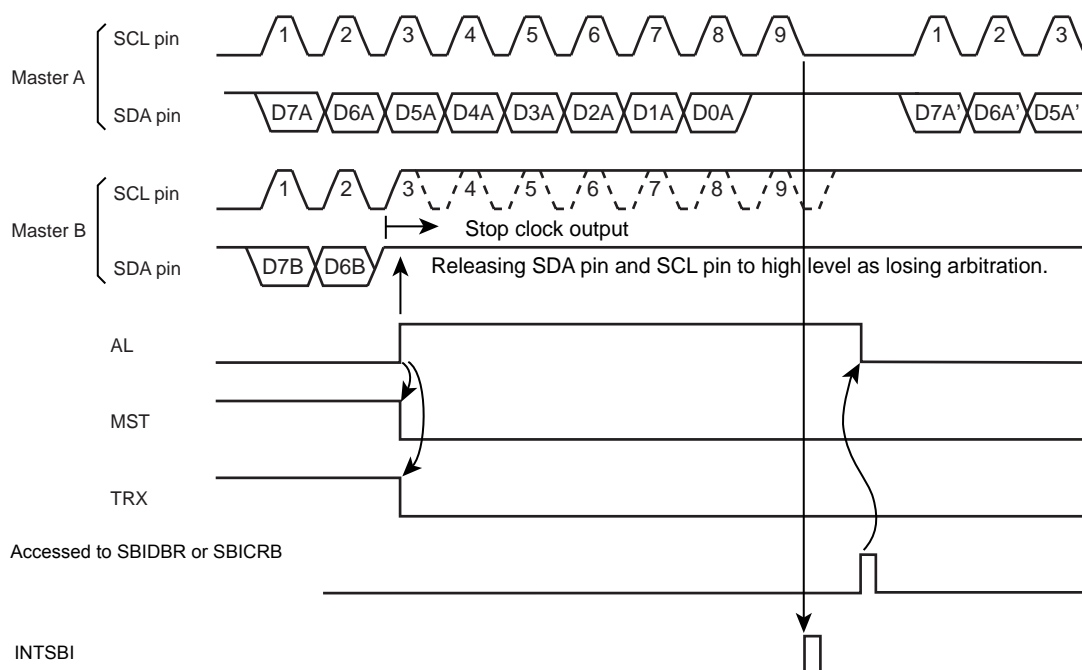 SCL pin
1 2 3 4 5 6 7 8 9 1 2 3
Master A
SDA pin
D7A D6A D5A D4A D3A D2A D1A D0A D7A' D6A' D5A'
SCL pin
1 2 3 4 5 6 7 8 9
Master B
Stop clock output
SDA pin
D7B D6B
Releasing SDA pin and SCL pin to high level as losing arbitration.
AL
MST
TRX
Accessed to SBIDBR or SBICRB
INTSBI